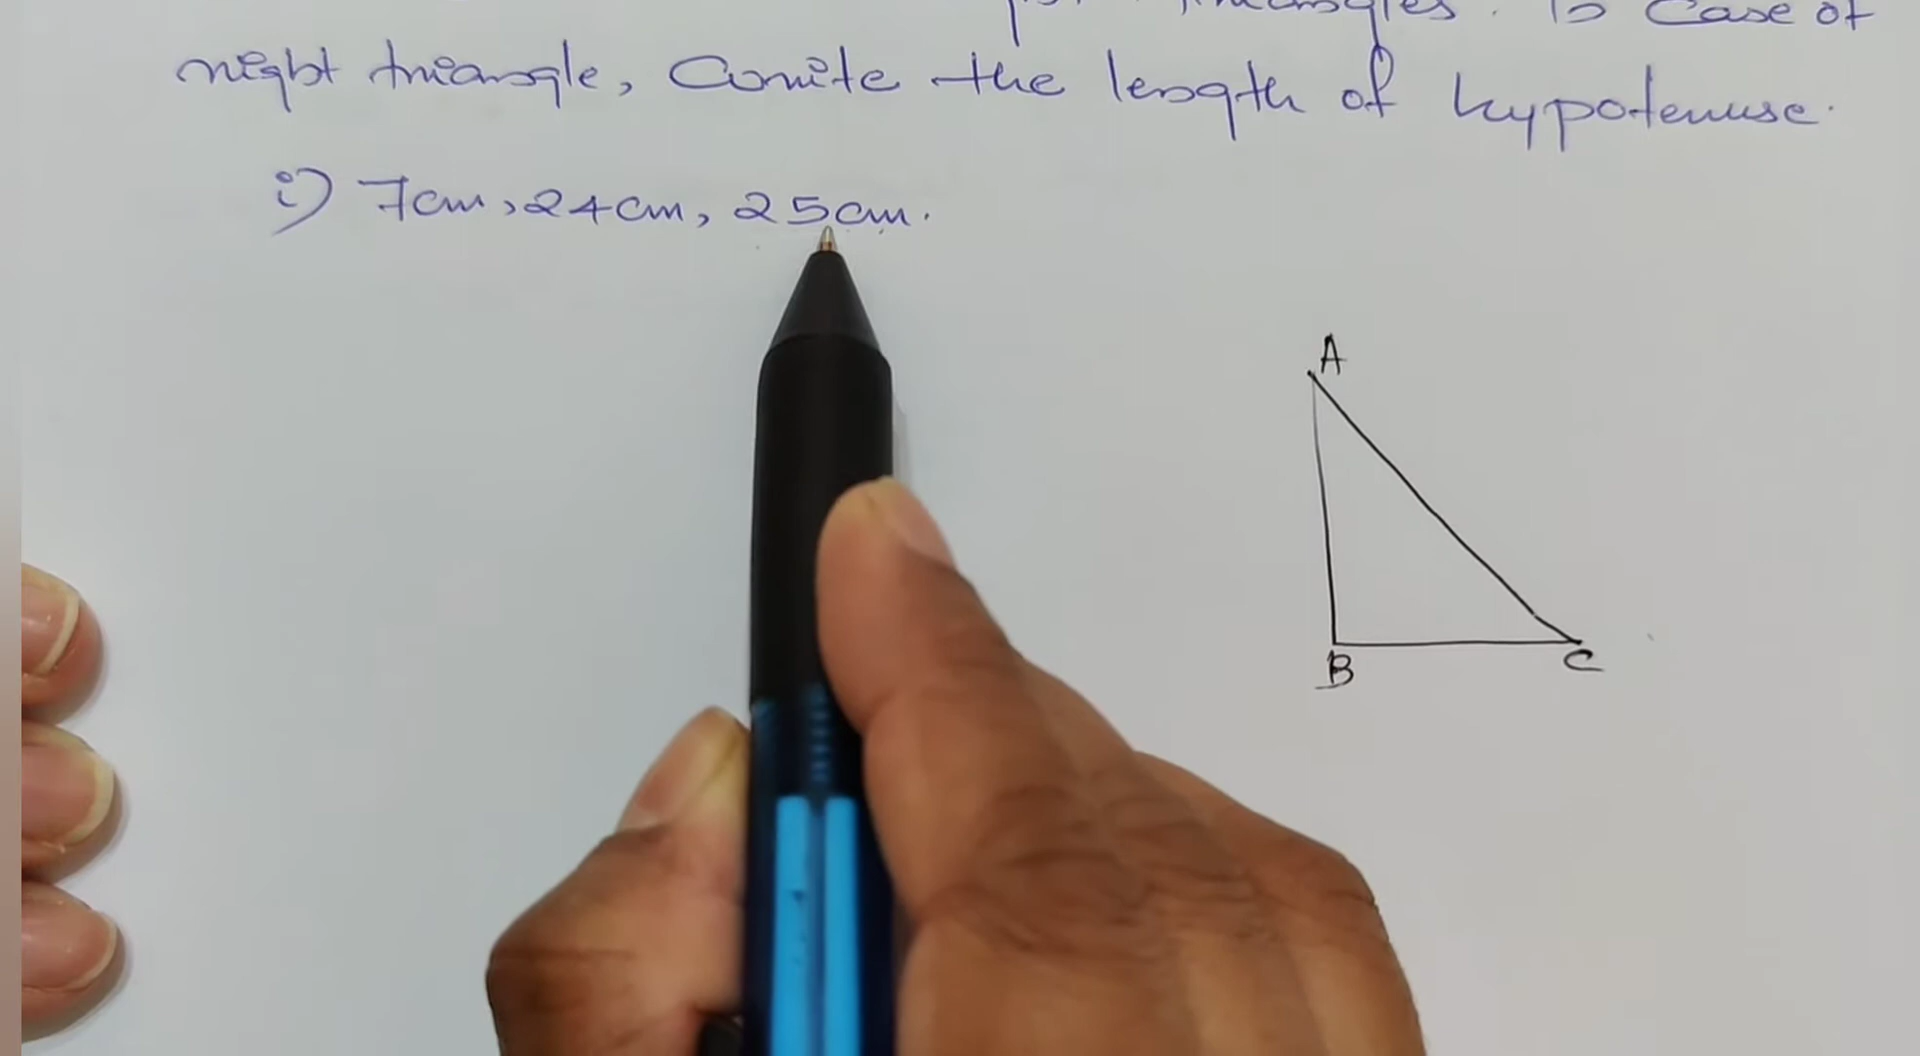 Case of
right triangle, write the length of hypotenuse.
i) 7cm, 24cm, 25cm.
A
B
C